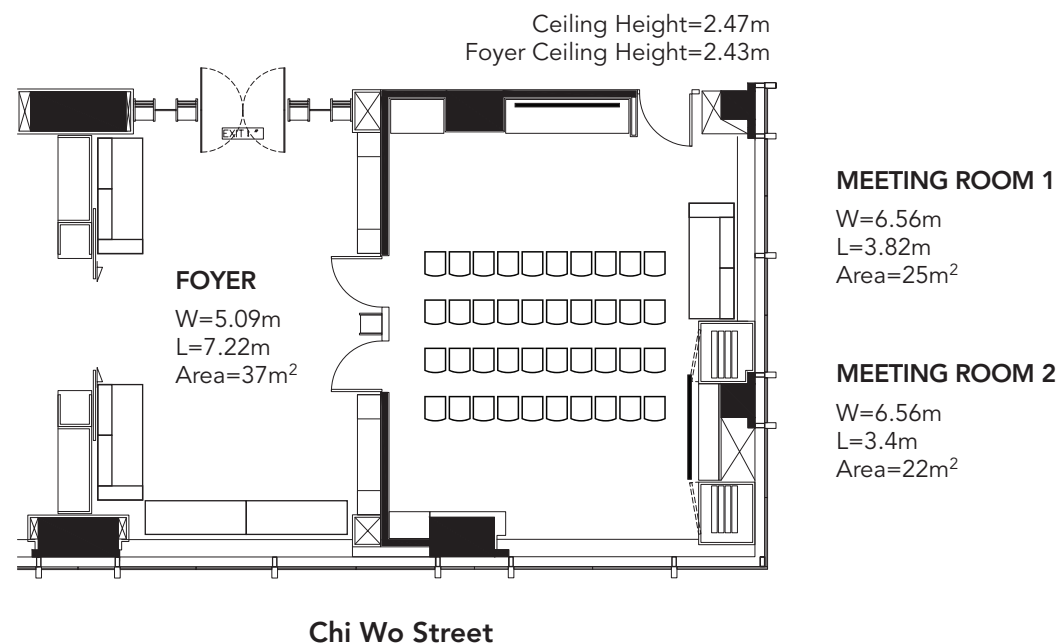 Ceiling Height=2.47m
Foyer Ceiling Height=2.43m
EXIT
MEETING ROOM 1
W=6.56m
L=3.82m
Area=25m²
FOYER
W=5.09m
L=7.22m
Area=37m²
MEETING ROOM 2
W=6.56m
L=3.4m
Area=22m²
Chi Wo Street